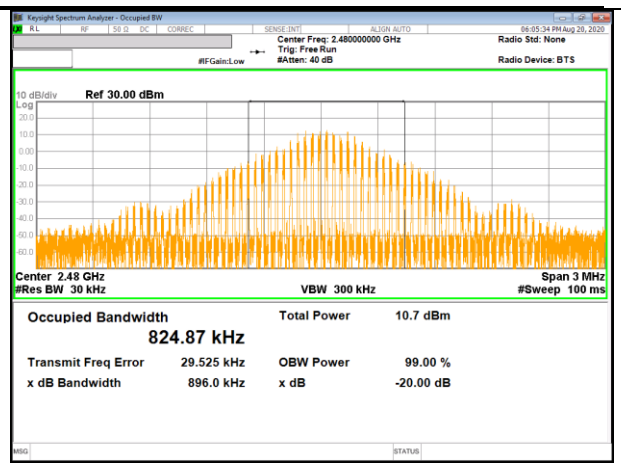 Keysight Spectrum Analyzer - Occupied BW
RL RF 50 Ω DC CORREC SENSE:INT ALIGN AUTO 06:05:34 PM Aug 20, 2020
Center Freq: 2.480000000 GHz Radio Std: None
Trig: Free Run
#IFGain:Low #Atten: 40 dB Radio Device: BTS
10 dB/div Ref 30.00 dBm
Log
20.0
10.0
0.00
-10.0
-20.0
-30.0
-40.0
-50.0
-60.0
Center 2.48 GHz Span 3 MHz
#Res BW 30 kHz VBW 300 kHz #Sweep 100 ms
Occupied Bandwidth Total Power 10.7 dBm
824.87 kHz
Transmit Freq Error 29.525 kHz OBW Power 99.00 %
x dB Bandwidth 896.0 kHz x dB -20.00 dB
MSG STATUS